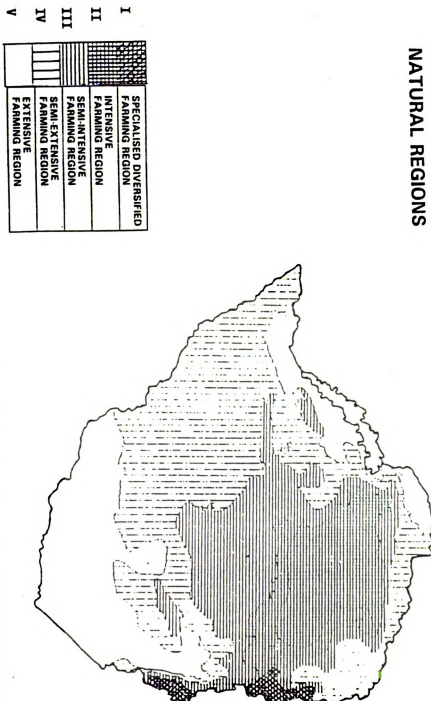 NATURAL REGIONS
I
SPECIALISED DIVERSIFIED
FARMING REGION
II
INTENSIVE
FARMING REGION
III
SEMI-INTENSIVE
FARMING REGION
IV
SEMI-EXTENSIVE
FARMING REGION
V
EXTENSIVE
FARMING REGION